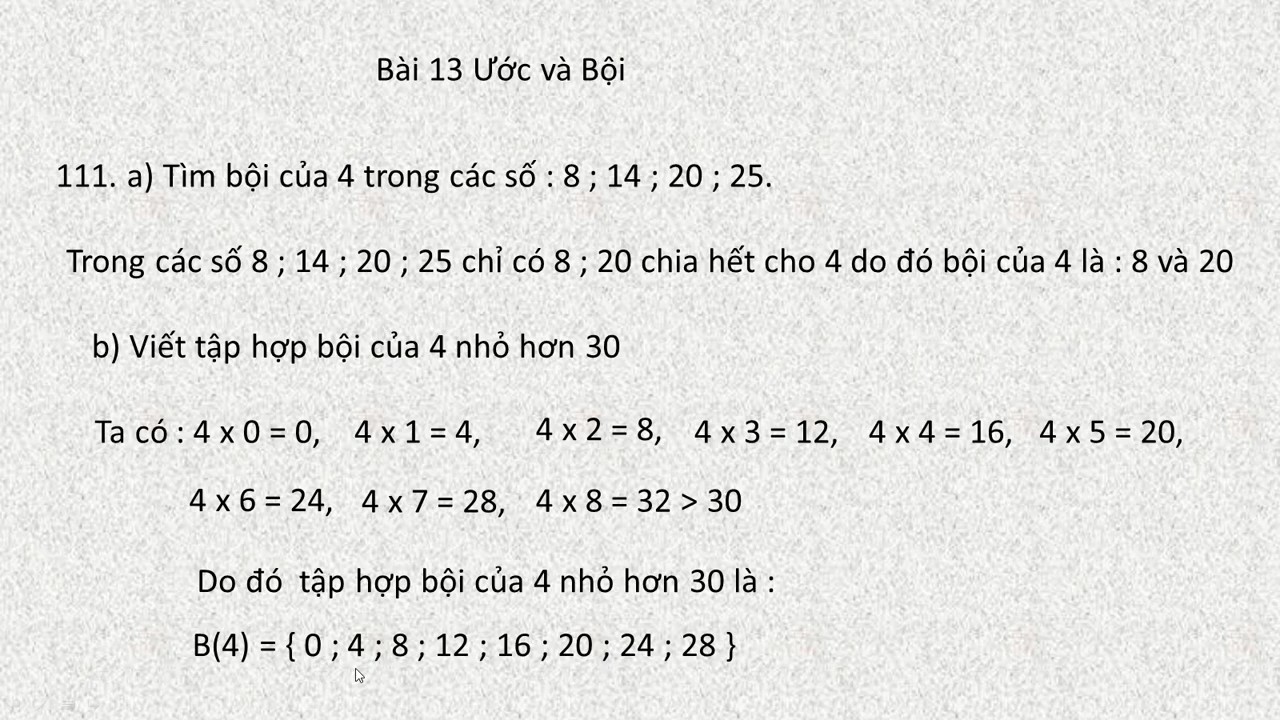 Bài 13 Ước và Bội
111. a) Tìm bội của 4 trong các số : 8 ; 14 ; 20 ; 25.
Trong các số 8 ; 14 ; 20 ; 25 chỉ có 8 ; 20 chia hết cho 4 do đó bội của 4 là : 8 và 20
b) Viết tập hợp bội của 4 nhỏ hơn 30
Ta có : 4 x 0 = 0, 4 x 1 = 4, 4 x 2 = 8, 4 x 3 = 12, 4 x 4 = 16, 4 x 5 = 20,
4 x 6 = 24, 4 x 7 = 28, 4 x 8 = 32 > 30
Do đó tập hợp bội của 4 nhỏ hơn 30 là :
B(4) = { 0 ; 4 ; 8 ; 12 ; 16 ; 20 ; 24 ; 28 }